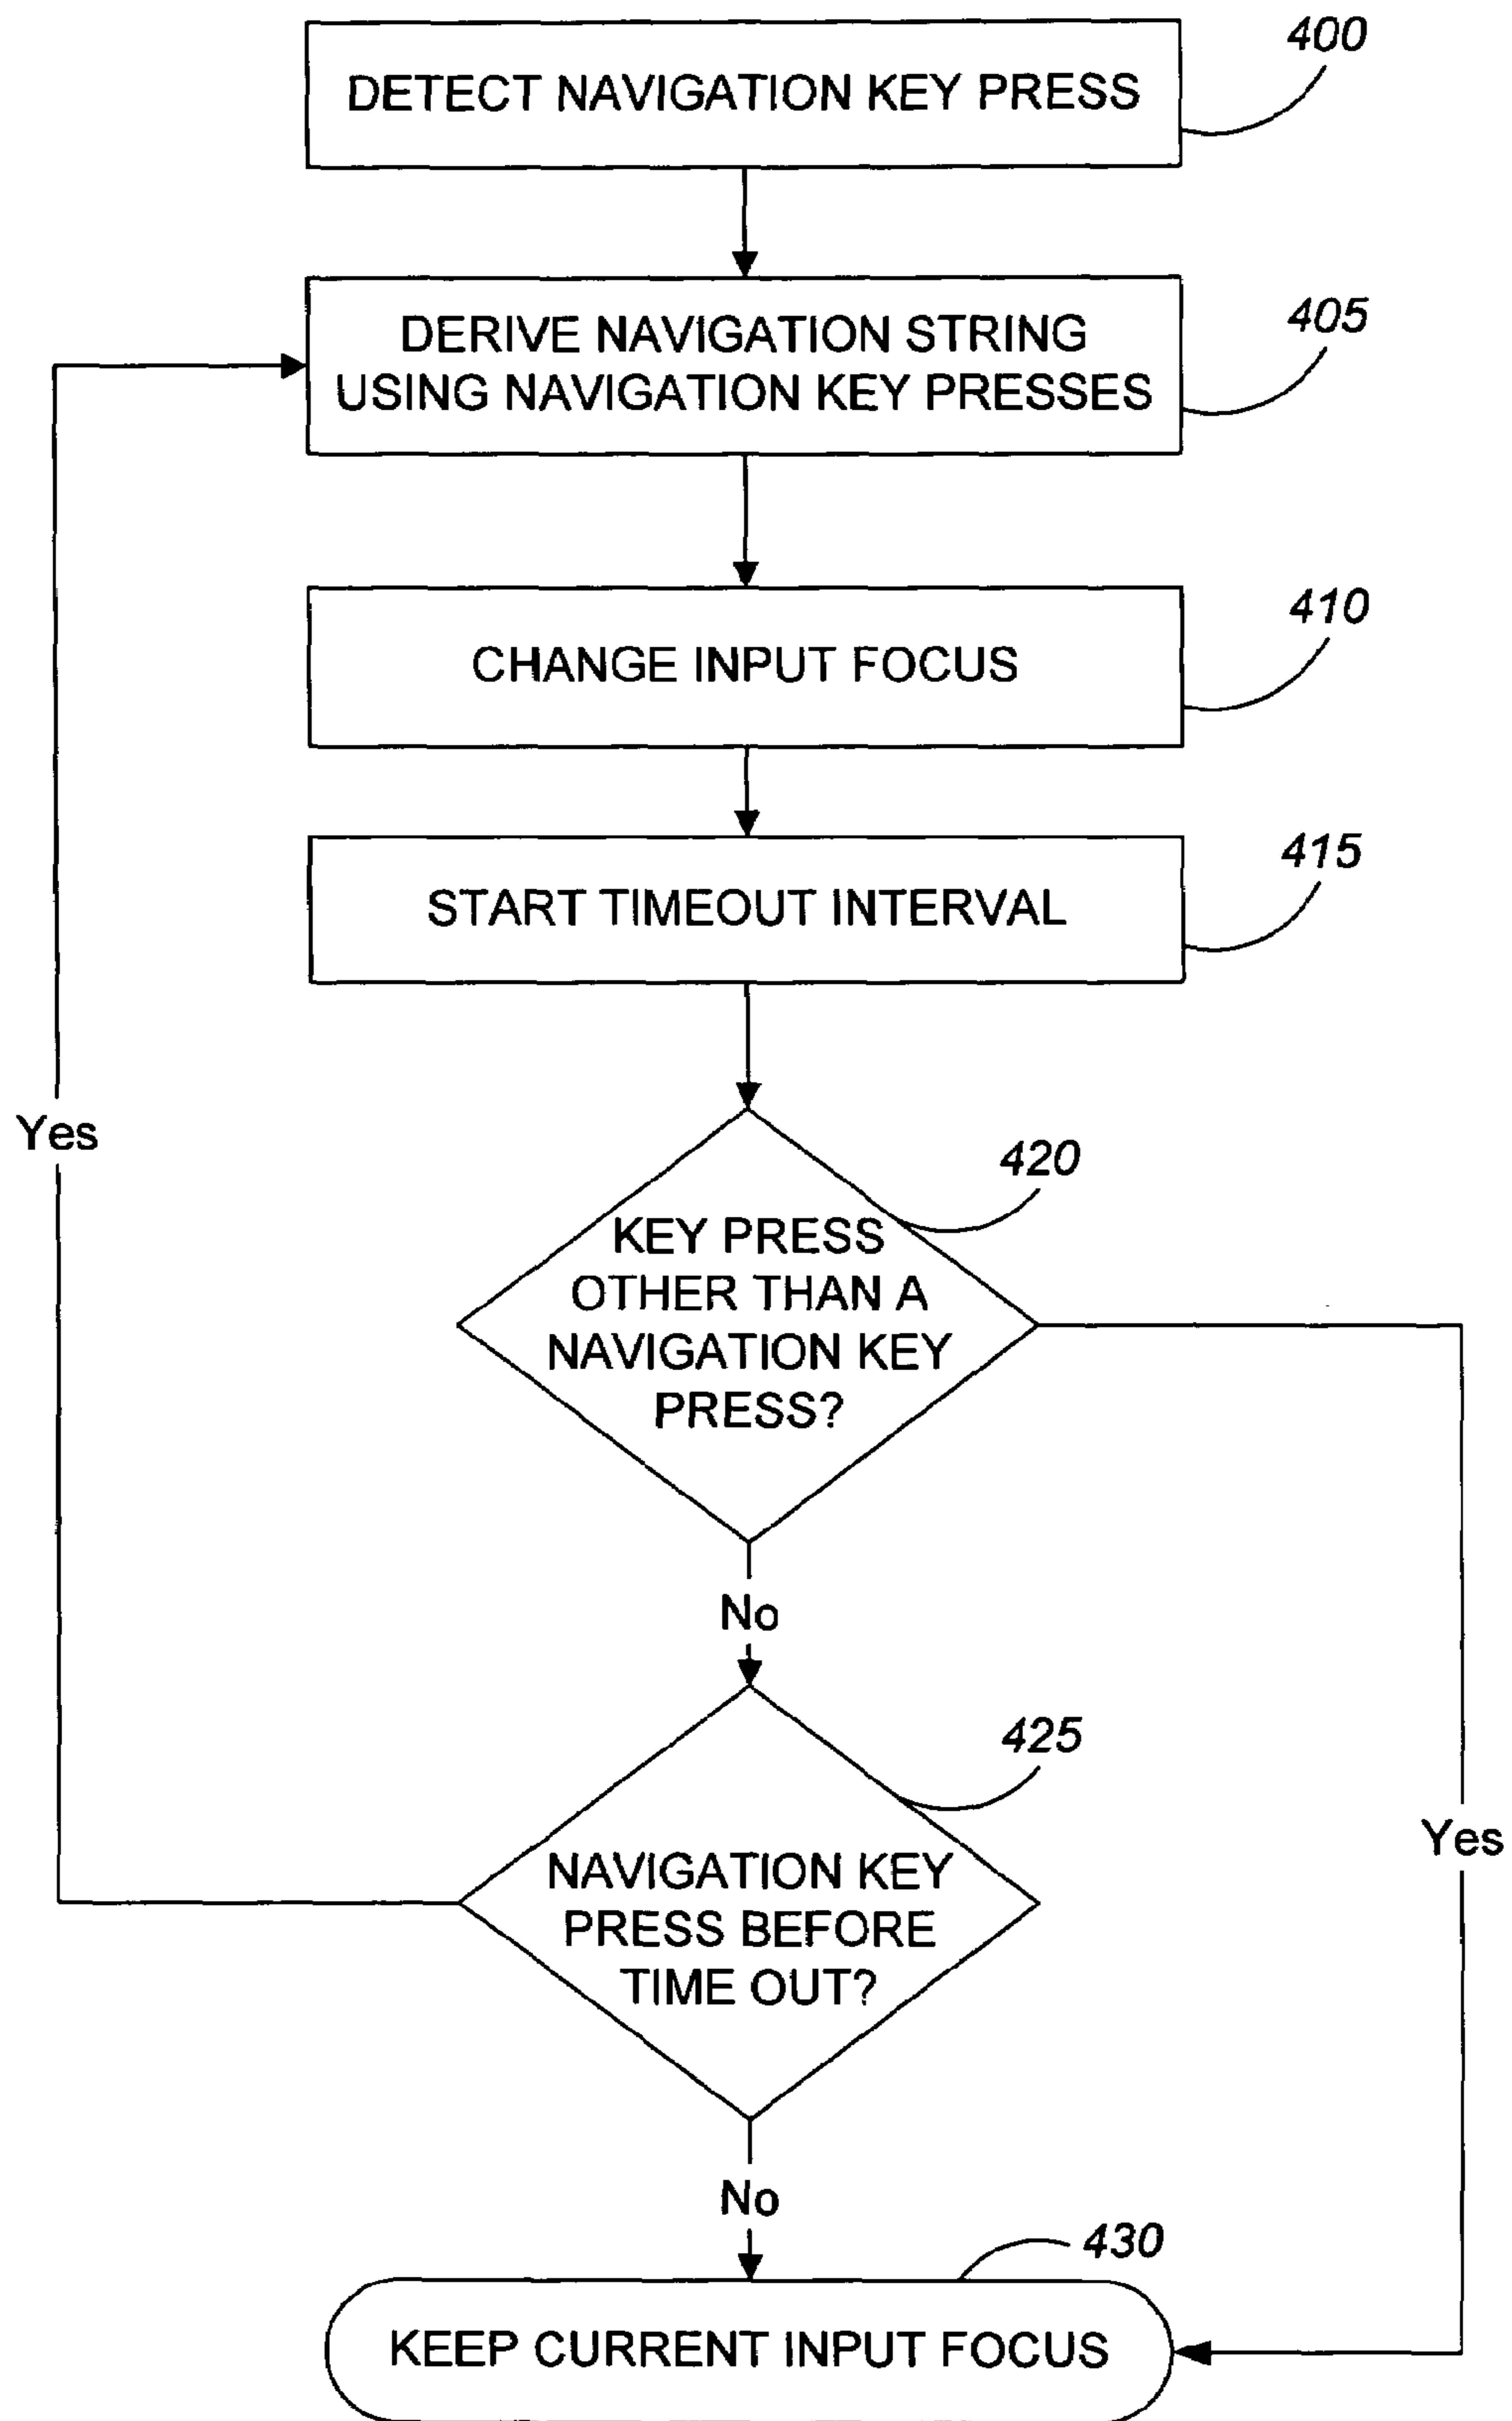 400
DETECT NAVIGATION KEY PRESS
405
DERIVE NAVIGATION STRING
USING NAVIGATION KEY PRESSES
410
CHANGE INPUT FOCUS
415
START TIMEOUT INTERVAL
Yes
420
KEY PRESS
OTHER THAN A
NAVIGATION KEY
PRESS?
No
425
Yes
NAVIGATION KEY
PRESS BEFORE
TIME OUT?
No
430
KEEP CURRENT INPUT FOCUS